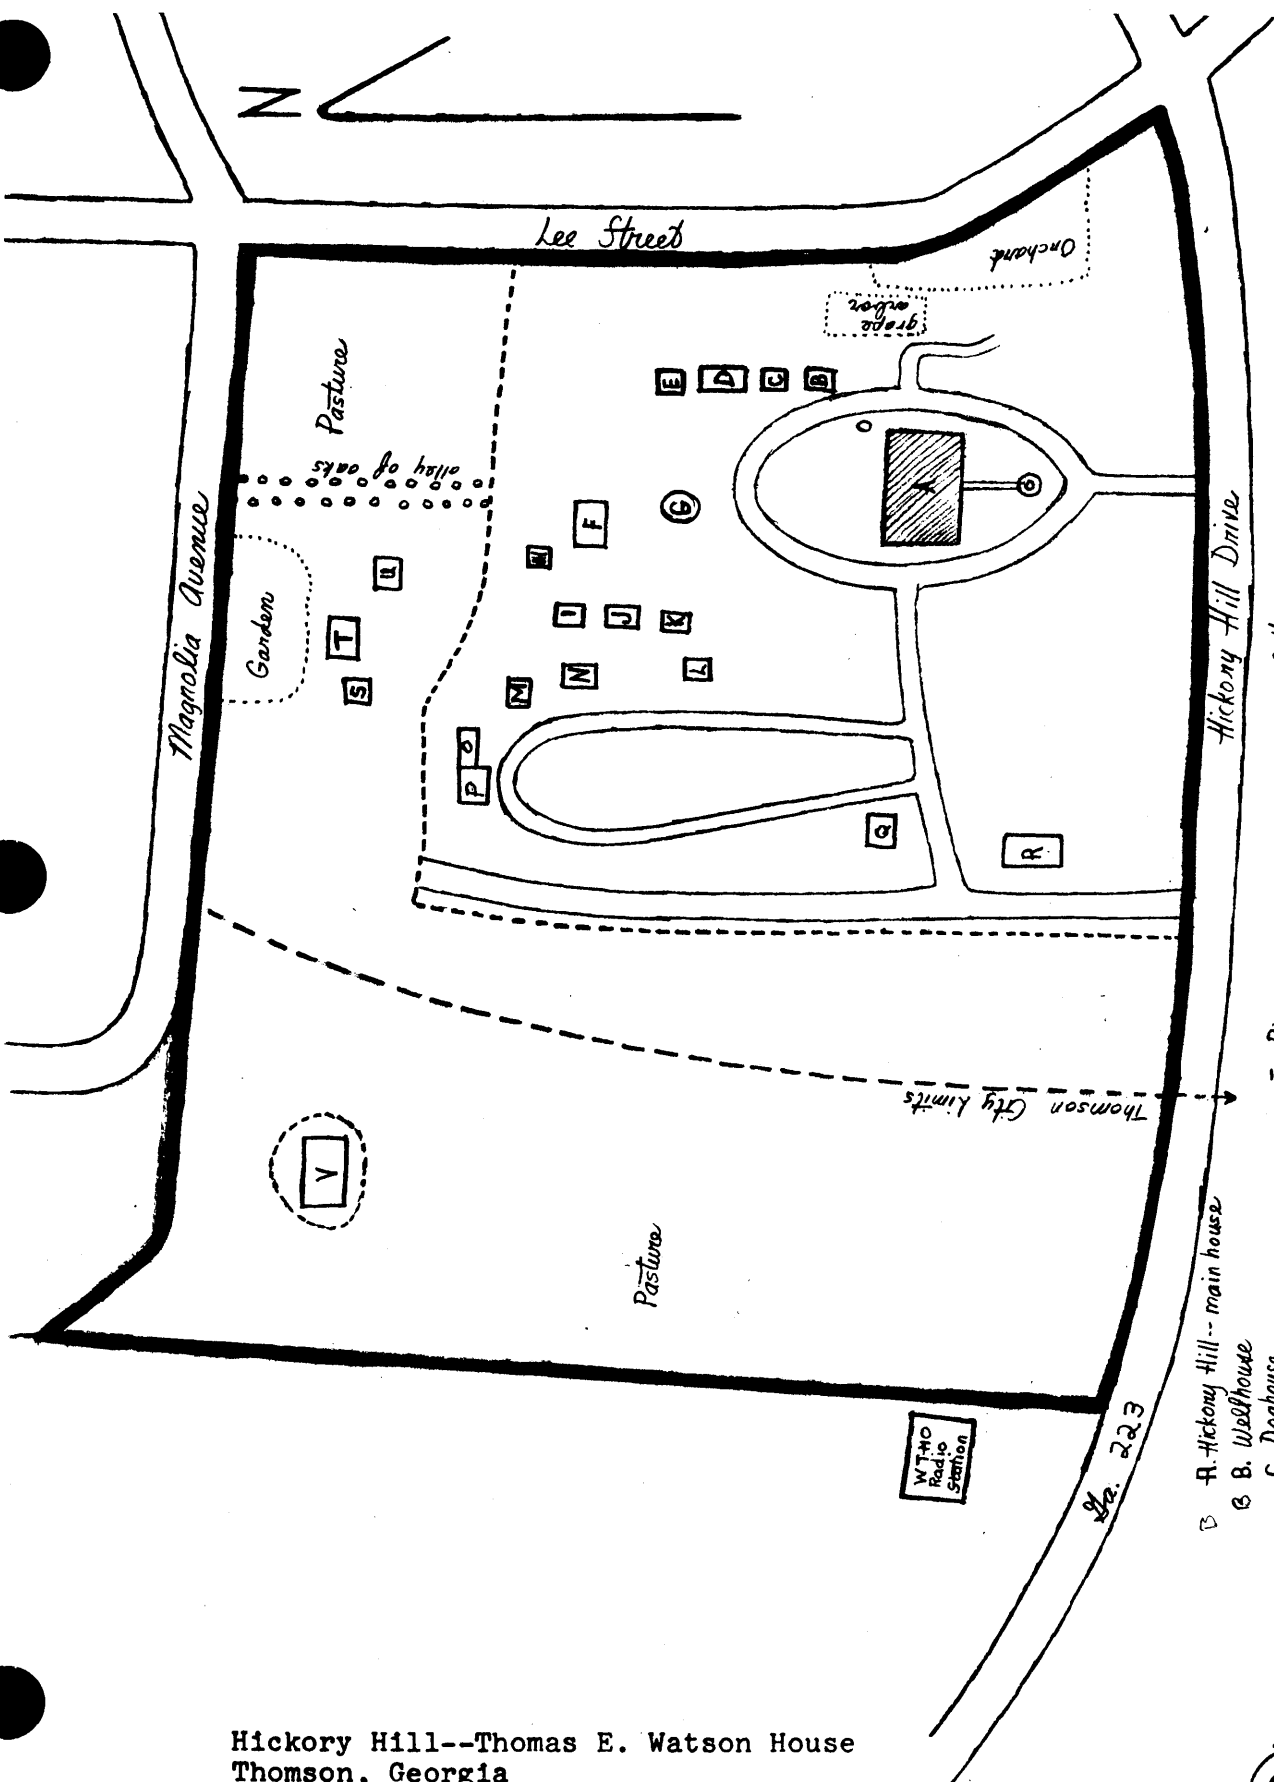 N
Lee Street
Orchard
grape
arbor
Pasture
alley of oaks
Magnolia Avenue
Garden
E
D
C
B
A
G
F
H
I
J
K
L
M
N
O
P
Q
R
S
T
U
V
Hickory Hill Drive
Thomson City Limits
Pasture
WTHO
Radio
Station
Ga. 223
B A. Hickory Hill-- main house
B B. Wellhouse
C. Doghouse
Hickory Hill--Thomas E. Watson House
Thomson, Georgia